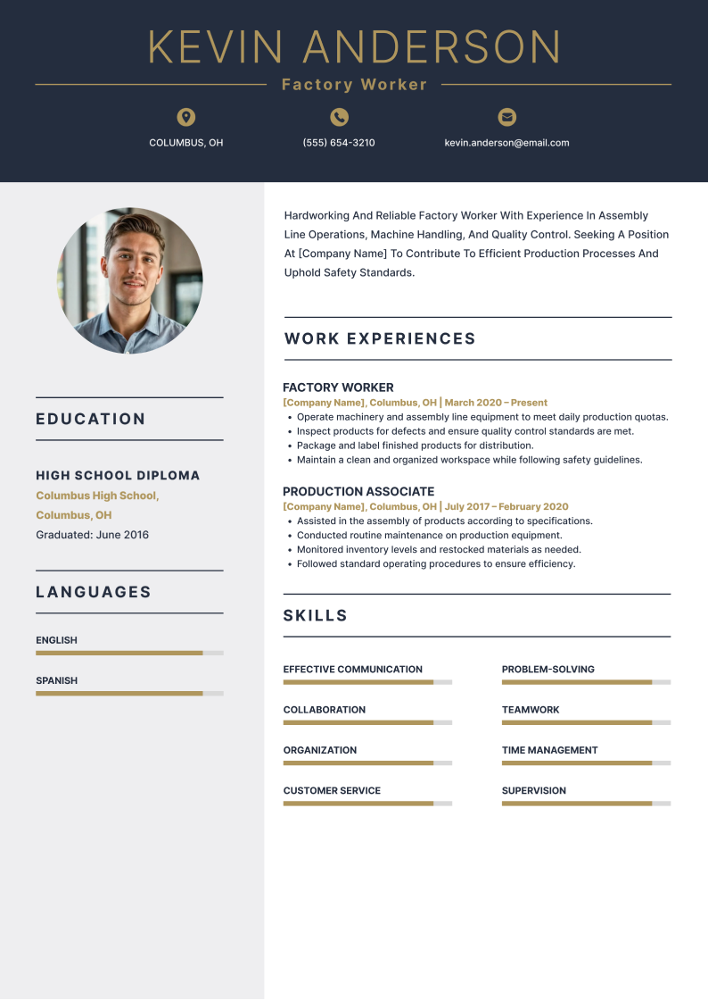 KEVIN ANDERSON
Factory Worker
COLUMBUS, OH
(555) 654-3210
kevin.anderson@email.com
EDUCATION
HIGH SCHOOL DIPLOMA
Columbus High School,
Columbus, OH
Graduated: June 2016
LANGUAGES
ENGLISH
SPANISH
Hardworking And Reliable Factory Worker With Experience In Assembly
Line Operations, Machine Handling, And Quality Control. Seeking A Position
At [Company Name] To Contribute To Efficient Production Processes And
Uphold Safety Standards.
WORK EXPERIENCES
FACTORY WORKER
[Company Name], Columbus, OH | March 2020 – Present
• Operate machinery and assembly line equipment to meet daily production quotas.
• Inspect products for defects and ensure quality control standards are met.
• Package and label finished products for distribution.
• Maintain a clean and organized workspace while following safety guidelines.
PRODUCTION ASSOCIATE
[Company Name], Columbus, OH | July 2017 – February 2020
• Assisted in the assembly of products according to specifications.
• Conducted routine maintenance on production equipment.
• Monitored inventory levels and restocked materials as needed.
• Followed standard operating procedures to ensure efficiency.
SKILLS
EFFECTIVE COMMUNICATION
PROBLEM-SOLVING
COLLABORATION
TEAMWORK
ORGANIZATION
TIME MANAGEMENT
CUSTOMER SERVICE
SUPERVISION